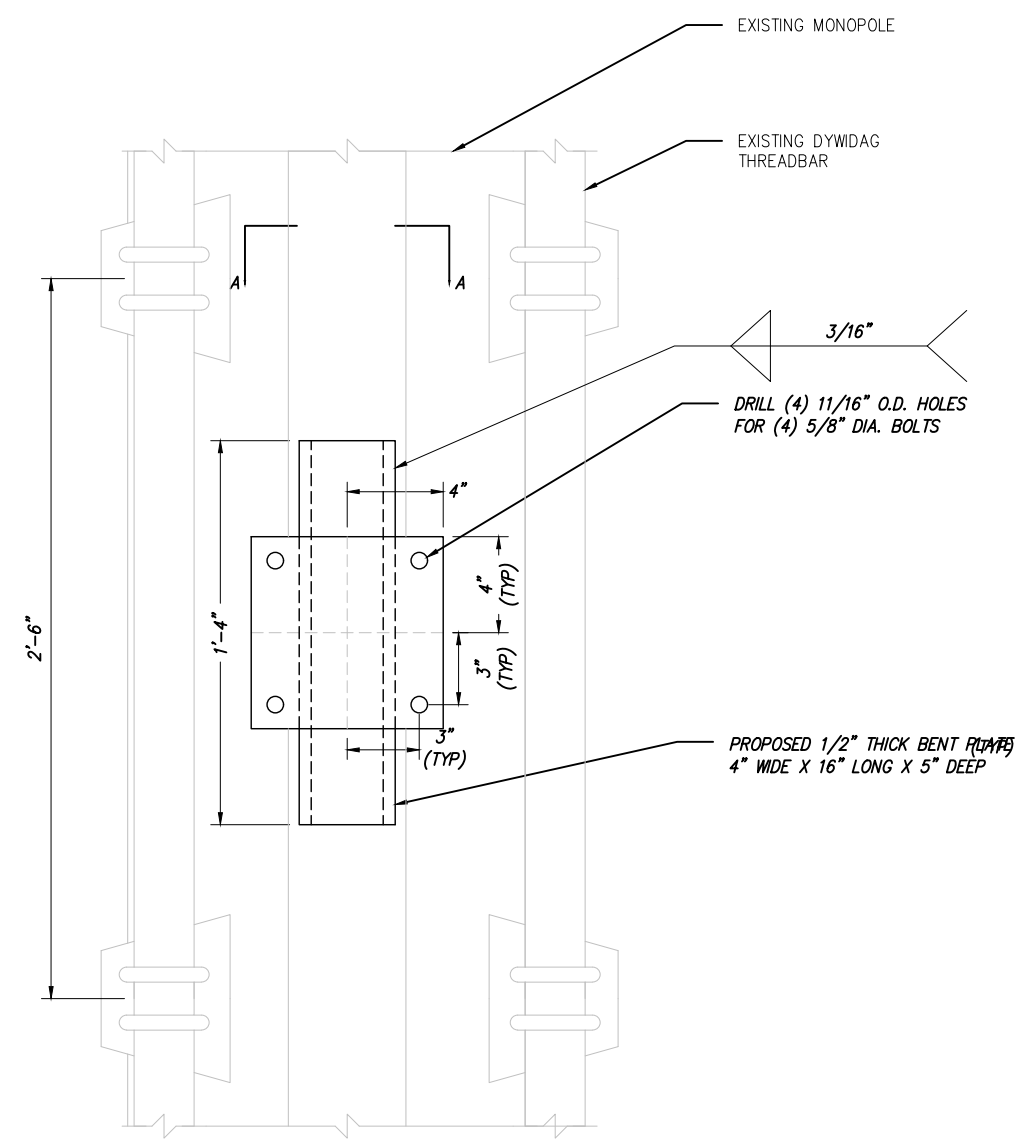 EXISTING MONOPOLE
EXISTING DYWIDAG
THREADBAR
A
A
3/16"
DRILL (4) 11/16" O.D. HOLES
FOR (4) 5/8" DIA. BOLTS
4"
4"
(TYP)
2'-6"
1'-4"
3"
(TYP)
3"
(TYP)
PROPOSED 1/2" THICK BENT PLATE
(TYP)
4" WIDE X 16" LONG X 5" DEEP